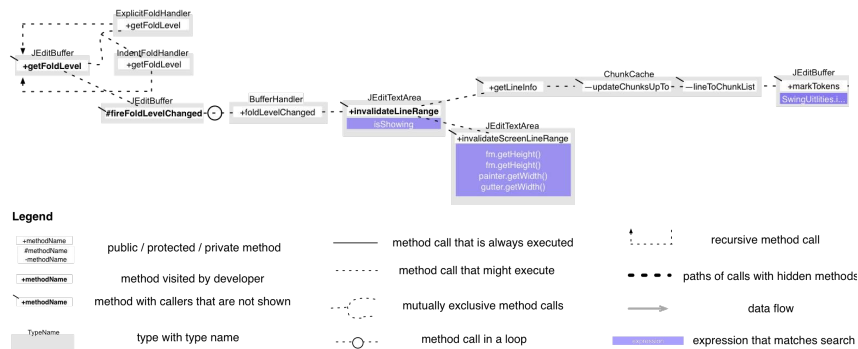 ExplicitFoldHandler
+getFoldLevel
JEditBuffer
+getFoldLevel
IndentFoldHandler
+getFoldLevel
JEditBuffer
#fireFoldLevelChanged
BufferHandler
+foldLevelChanged
JEditTextArea
+invalidateLineRange
isShowing
ChunkCache
+getLineInfo
—updateChunksUpTo
—lineToChunkList
JEditBuffer
+markTokens
SwingUitlities.i...
JEditTextArea
+invalidateScreenLineRange
fm.getHeight()
fm.getHeight()
painter.getWidth()
gutter.getWidth()
Legend
+methodName
#methodName
-methodName
public / protected / private method
+methodName
method visited by developer
+methodName
method with callers that are not shown
TypeName
type with type name
method call that is always executed
method call that might execute
mutually exclusive method calls
method call in a loop
recursive method call
paths of calls with hidden methods
data flow
expression that matches search